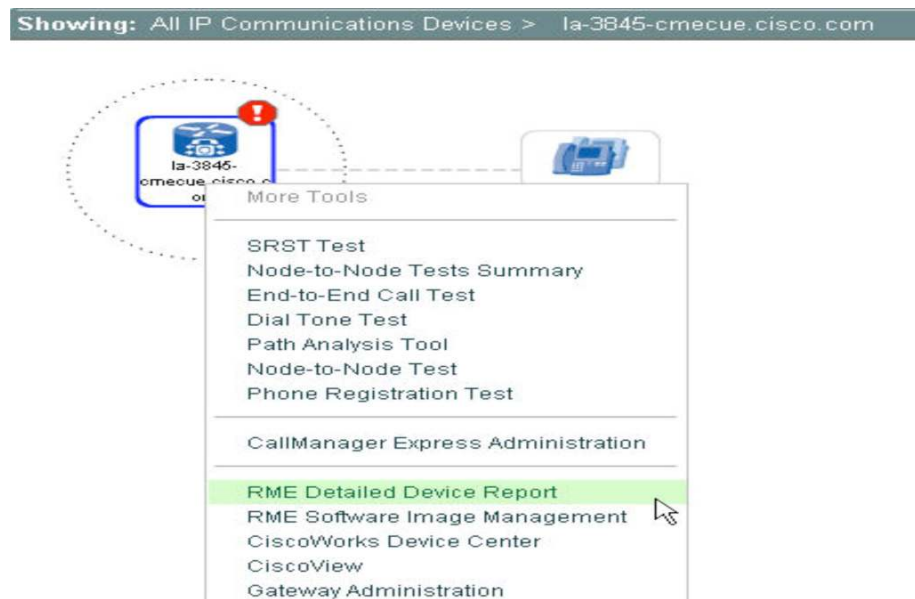 Showing: All IP Communications Devices > la-3845-cmecue.cisco.com
la-3845-
cmecue.cisco.c
More Tools
SRST Test
Node-to-Node Tests Summary
End-to-End Call Test
Dial Tone Test
Path Analysis Tool
Node-to-Node Test
Phone Registration Test
CallManager Express Administration
RME Detailed Device Report
RME Software Image Management
CiscoWorks Device Center
CiscoView
Gateway Administration